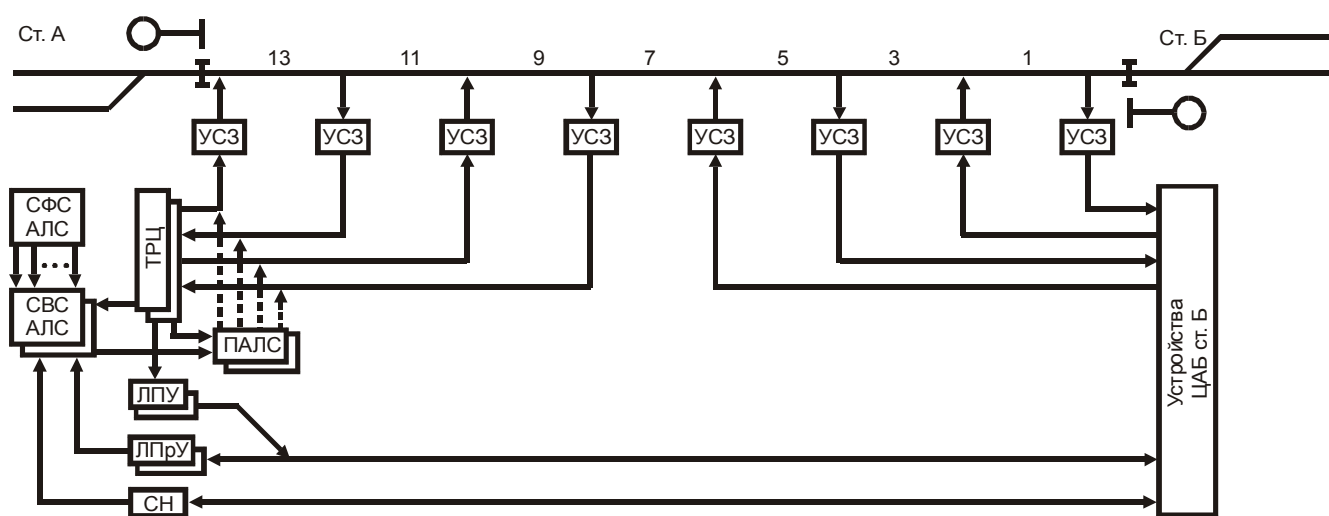 Ст. А
Ст. Б
13
11
9
7
5
3
1
УСЗ
УСЗ
УСЗ
УСЗ
УСЗ
УСЗ
УСЗ
УСЗ
СФС
АЛС
ТРЦ
СВС
АЛС
ПАЛС
ЛПУ
ЛПрУ
СН
Устройства
ЦАБ ст. Б